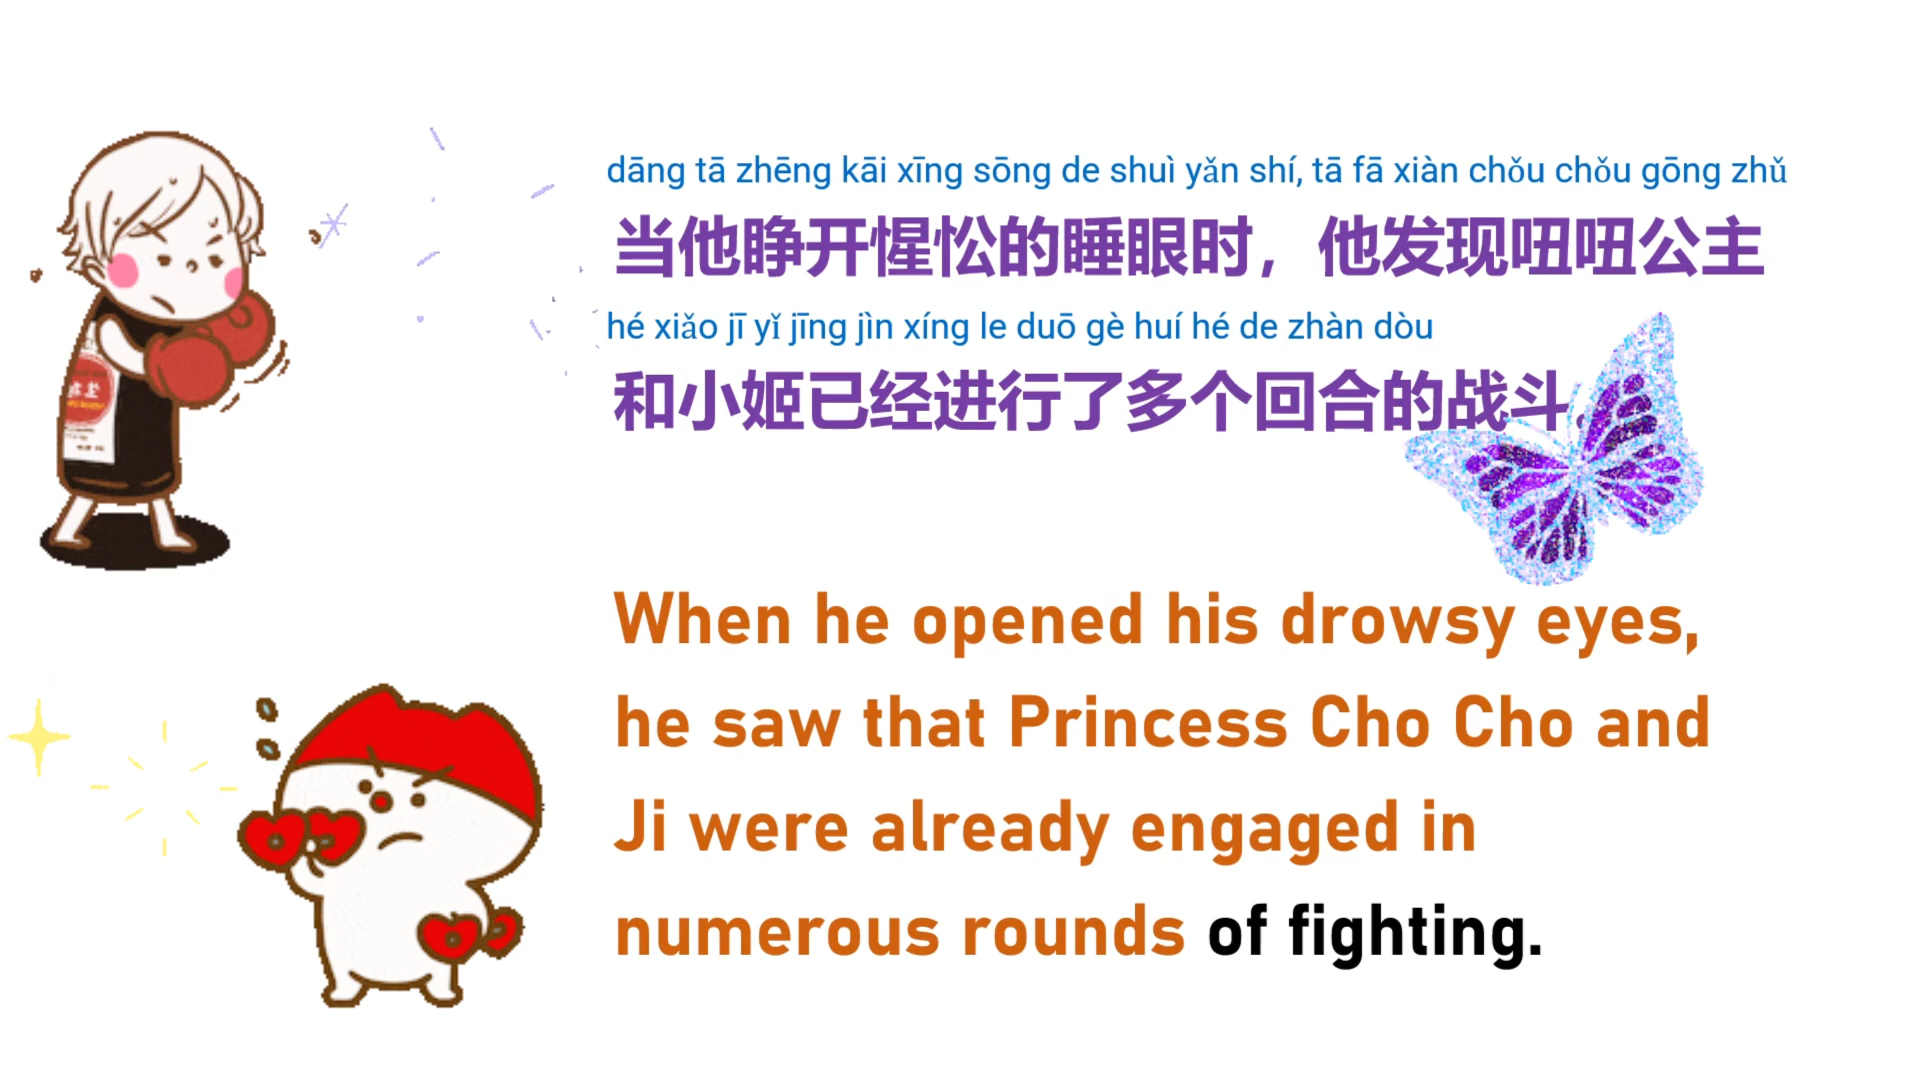 dāng tā zhēng kāi xīng sōng de shuì yǎn shí, tā fā xiàn chǒu chǒu gōng zhǔ
当他睁开惺忪的睡眼时，他发现吜吜公主
hé xiǎo jī yǐ jīng jìn xíng le duō gè huí hé de zhàn dòu
和小姬已经进行了多个回合的战斗。
When he opened his drowsy eyes,
he saw that Princess Cho Cho and
Ji were already engaged in
numerous rounds of fighting.